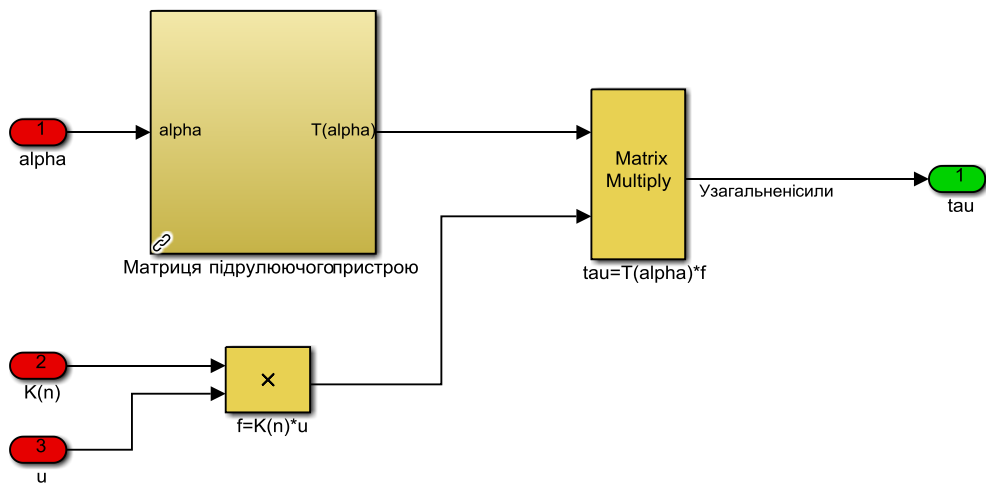 1
alpha
alpha
T(alpha)
Матриця підрулюючогопристрою
Matrix
Multiply
tau=T(alpha)*f
Узагальненісили
1
tau
2
K(n)
×
f=K(n)*u
3
u